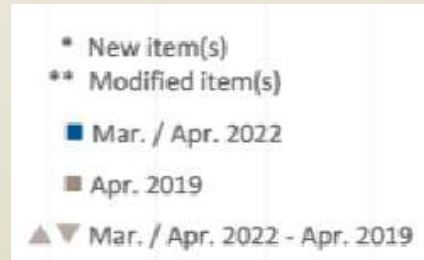 * New item(s)
** Modified item(s)
Mar. / Apr. 2022
Apr. 2019
Mar. / Apr. 2022 - Apr. 2019